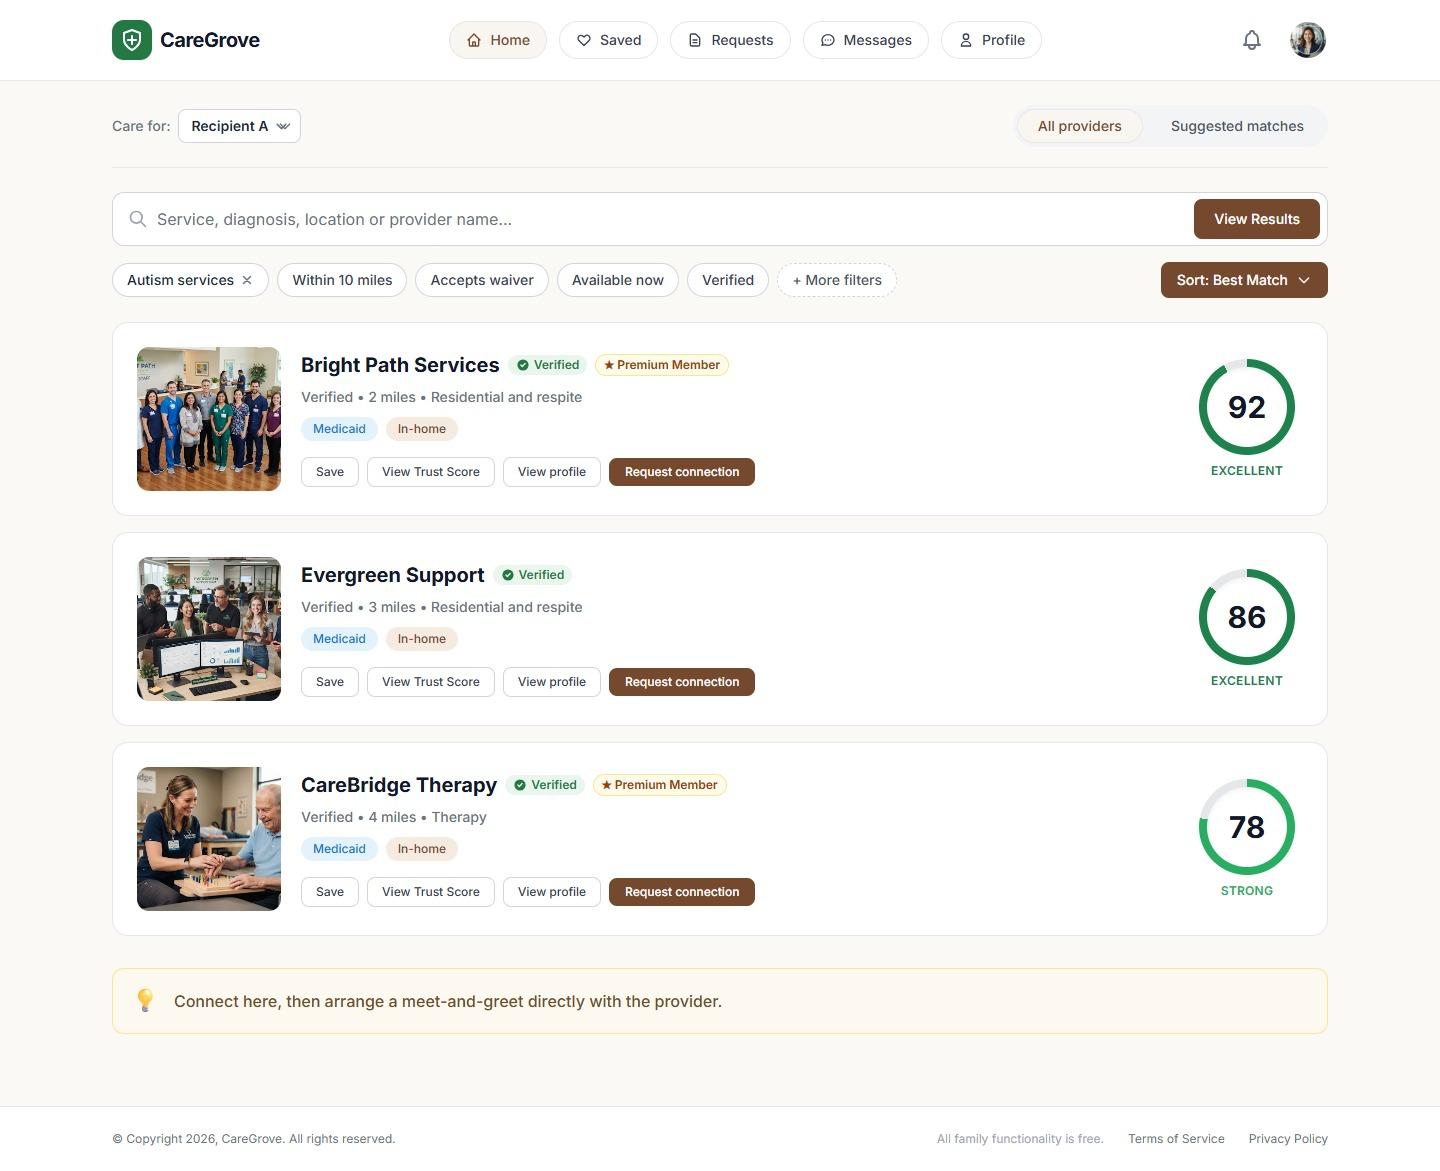 CareGrove
Home
Saved
Requests
Messages
Profile
Care for:
Recipient A
All providers
Suggested matches
Service, diagnosis, location or provider name...
View Results
Autism services
Within 10 miles
Accepts waiver
Available now
Verified
+ More filters
Sort: Best Match
Bright Path Services
Verified
★ Premium Member
Verified • 2 miles • Residential and respite
Medicaid
In-home
Save
View Trust Score
View profile
Request connection
92
EXCELLENT
Evergreen Support
Verified
Verified • 3 miles • Residential and respite
Medicaid
In-home
Save
View Trust Score
View profile
Request connection
86
EXCELLENT
CareBridge Therapy
Verified
★ Premium Member
Verified • 4 miles • Therapy
Medicaid
In-home
Save
View Trust Score
View profile
Request connection
78
STRONG
Connect here, then arrange a meet-and-greet directly with the provider.
© Copyright 2026, CareGrove. All rights reserved.
All family functionality is free.
Terms of Service
Privacy Policy